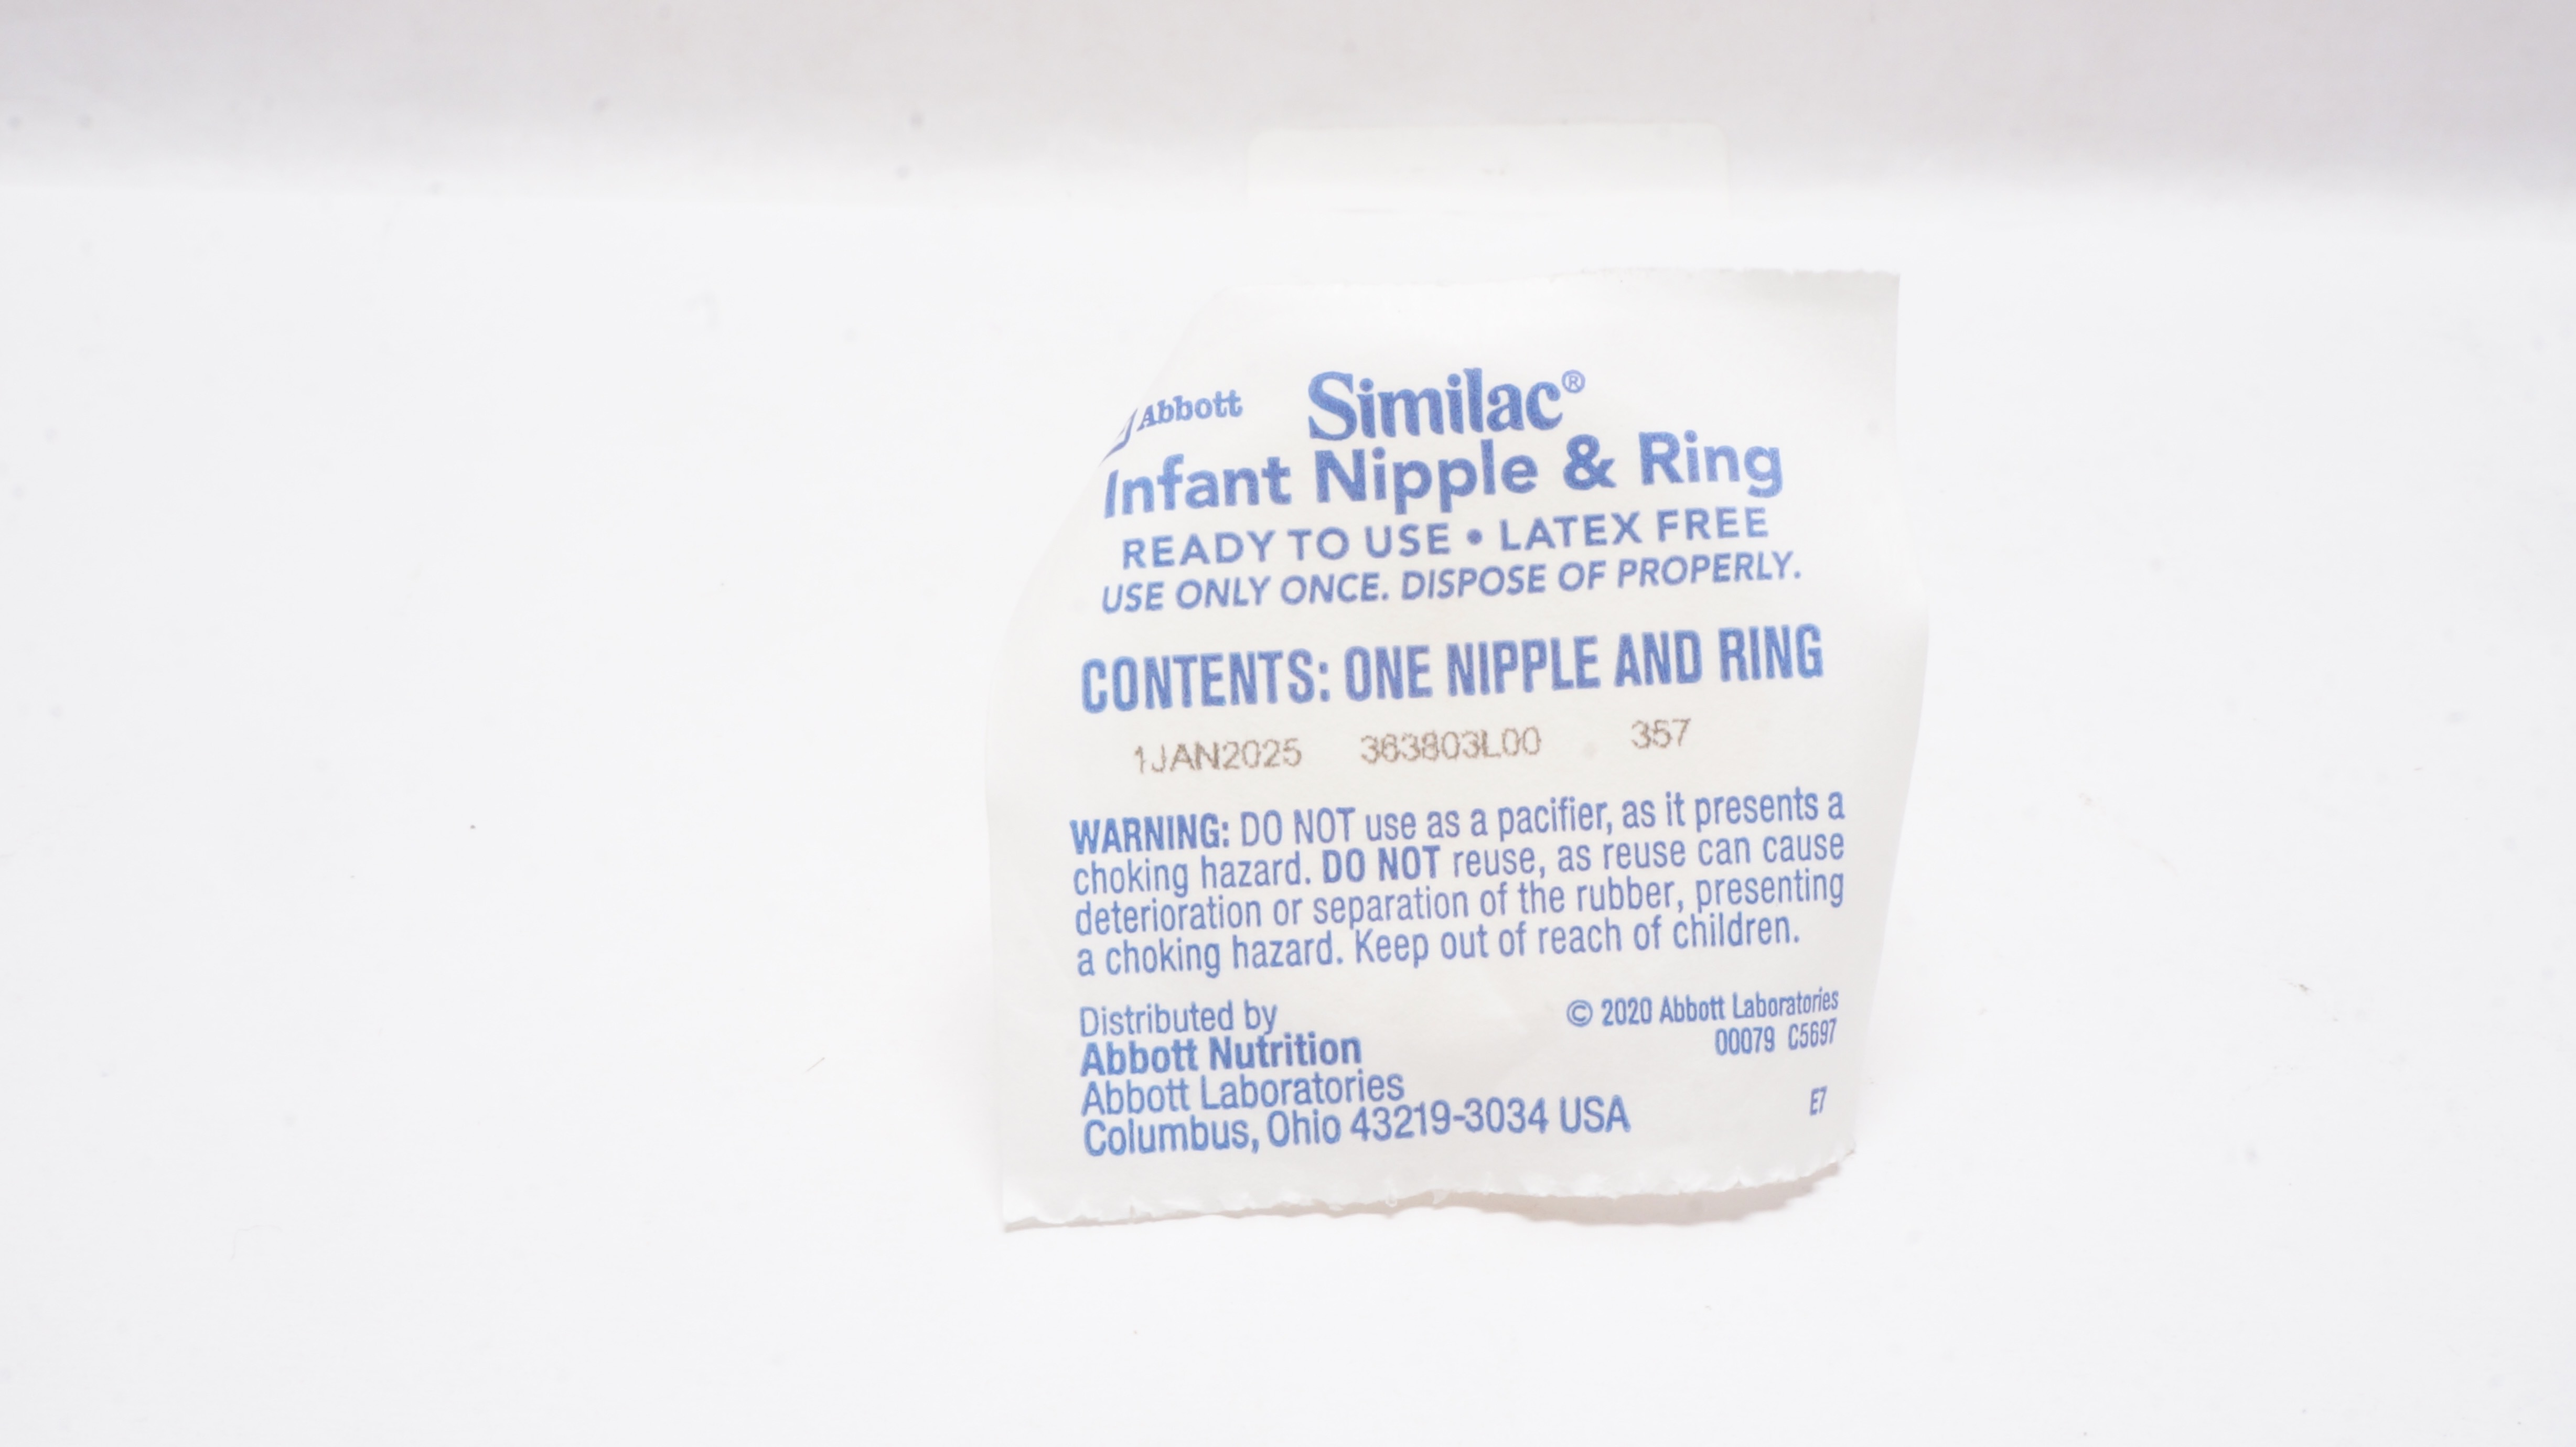 Abbott Similac®
Infant Nipple & Ring
READY TO USE • LATEX FREE
USE ONLY ONCE. DISPOSE OF PROPERLY.
CONTENTS: ONE NIPPLE AND RING
1JAN2025 363803L00 357
WARNING: DO NOT use as a pacifier, as it presents a
choking hazard. DO NOT reuse, as reuse can cause
deterioration or separation of the rubber, presenting
a choking hazard. Keep out of reach of children.
Distributed by
Abbott Nutrition
Abbott Laboratories
Columbus, Ohio 43219-3034 USA
© 2020 Abbott Laboratories
00079 C5697
E7